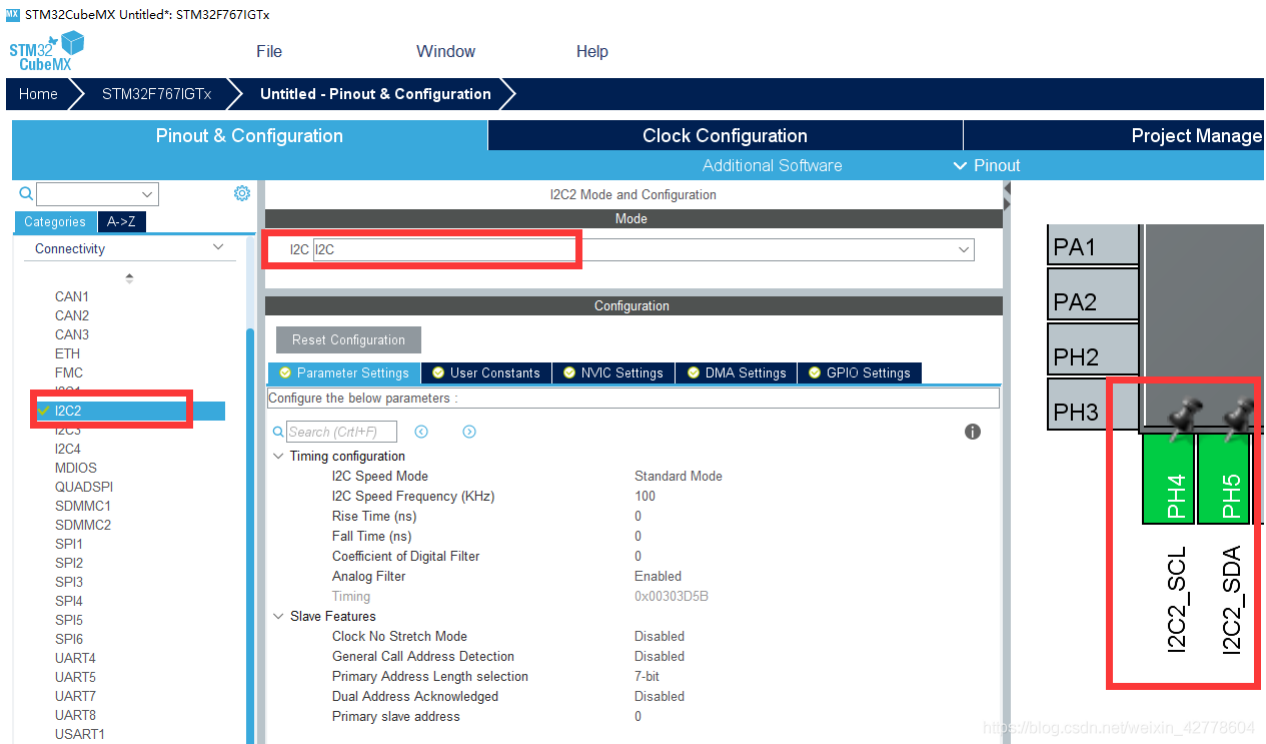 MX STM32CubeMX Untitled*: STM32F767IGTx
STM32 CubeMX
File Window Help
Home STM32F767IGTx Untitled - Pinout & Configuration
Pinout & Configuration Clock Configuration Project Manage
Additional Software Pinout
I2C2 Mode and Configuration
Categories A->Z
Mode
Connectivity
I2C I2C
CAN1
CAN2
CAN3
ETH
FMC
I2C1
I2C2
I2C3
I2C4
MDIOS
QUADSPI
SDMMC1
SDMMC2
SPI1
SPI2
SPI3
SPI4
SPI5
SPI6
UART4
UART5
UART7
UART8
USART1
Configuration
Reset Configuration
Parameter Settings User Constants NVIC Settings DMA Settings GPIO Settings
Configure the below parameters :
Search (Crtl+F)
Timing configuration
I2C Speed Mode Standard Mode
I2C Speed Frequency (KHz) 100
Rise Time (ns) 0
Fall Time (ns) 0
Coefficient of Digital Filter 0
Analog Filter Enabled
Timing 0x00303D5B
Slave Features
Clock No Stretch Mode Disabled
General Call Address Detection Disabled
Primary Address Length selection 7-bit
Dual Address Acknowledged Disabled
Primary slave address 0
PA1
PA2
PH2
PH3
PH4
PH5
I2C2_SCL
I2C2_SDA
https://blog.csdn.net/weixin_42778604